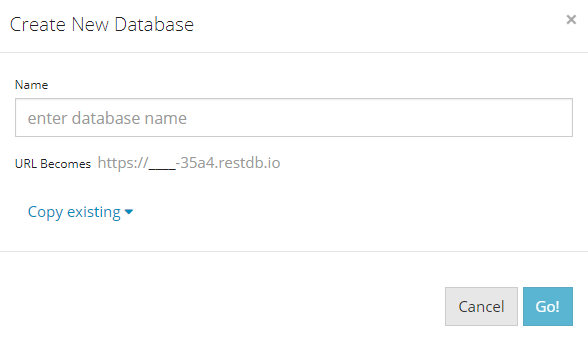 Create New Database ×
Name
enter database name
URL Becomes https://____-35a4.restdb.io
Copy existing
Cancel Go!